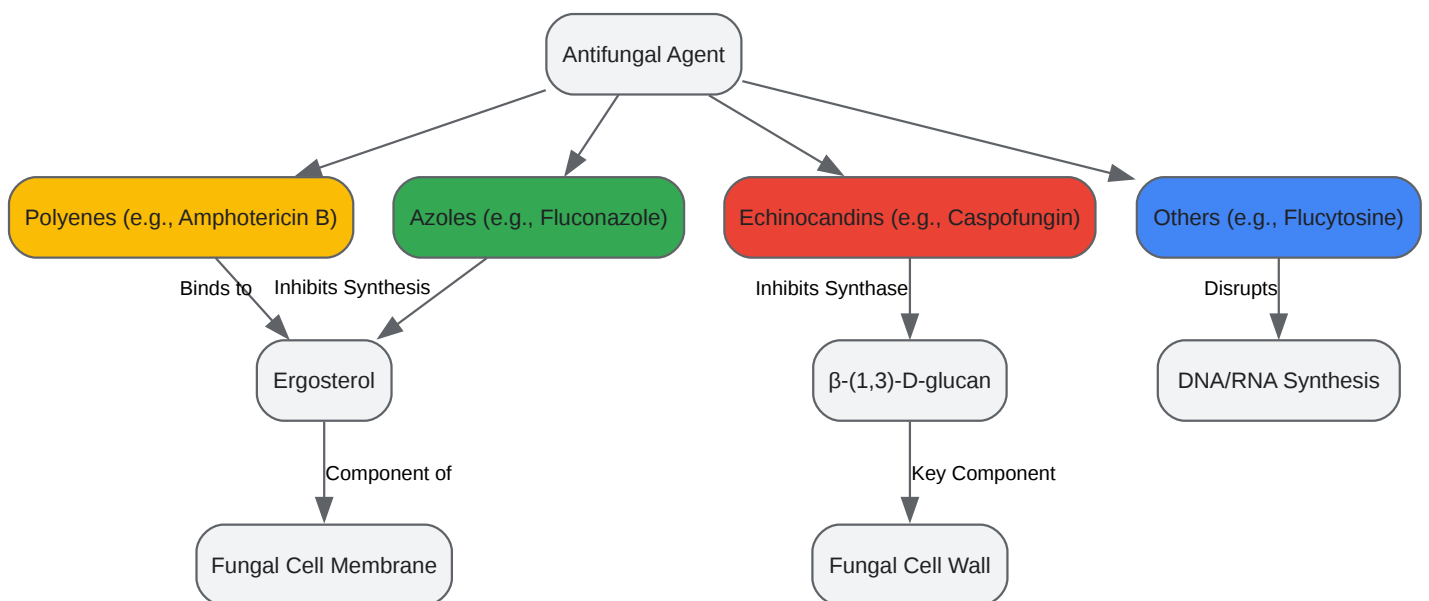 Antifungal Agent
Polyenes (e.g., Amphotericin B)
Azoles (e.g., Fluconazole)
Echinocandins (e.g., Caspofungin)
Others (e.g., Flucytosine)
Binds to
Inhibits Synthesis
Inhibits Synthase
Disrupts
Ergosterol
β-(1,3)-D-glucan
DNA/RNA Synthesis
Component of
Key Component
Fungal Cell Membrane
Fungal Cell Wall